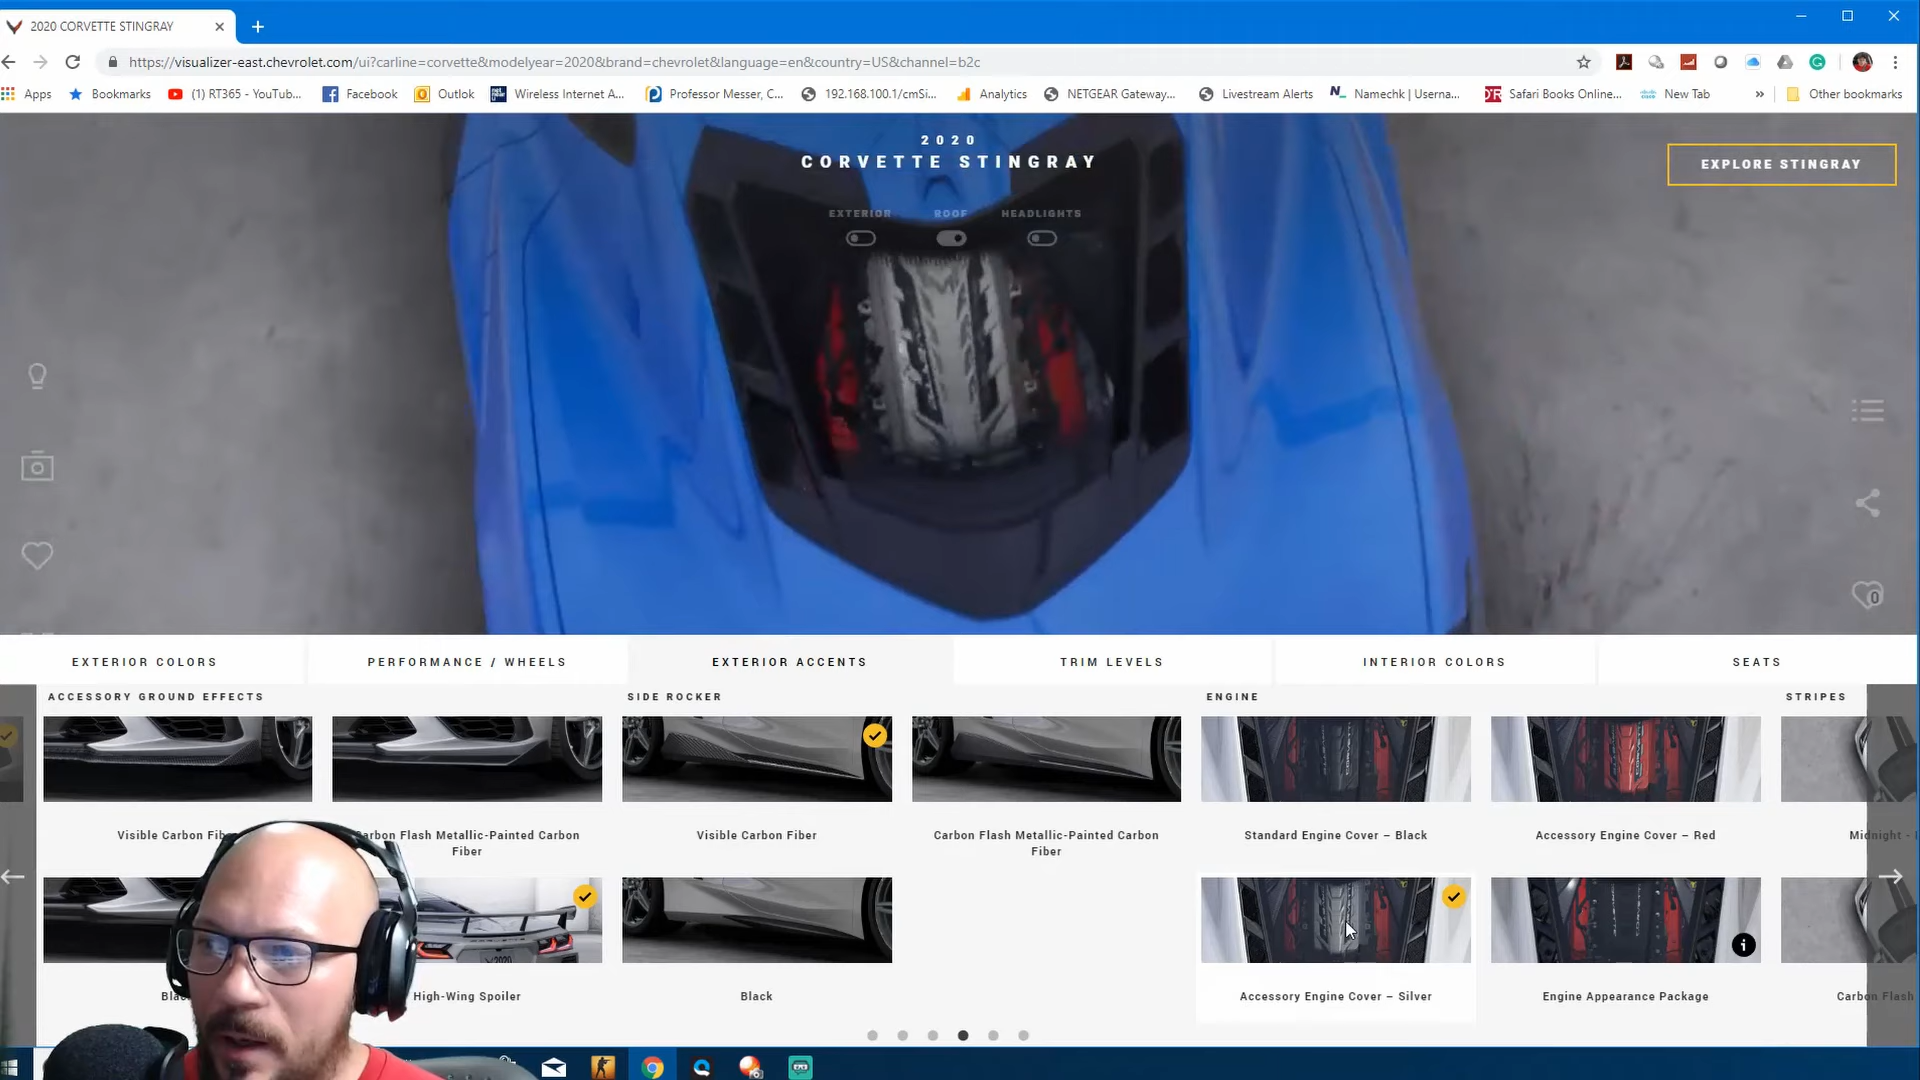 2020 CORVETTE STINGRAY
https://visualizer-east.chevrolet.com/ui?carline=corvette&modelyear=2020&brand=chevrolet&language=en&country=US&channel=b2c
Apps
Bookmarks
(1) RT365 - YouTub...
Facebook
Outlok
Wireless Internet A...
Professor Messer, C...
192.168.100.1/cmSi...
Analytics
NETGEAR Gateway...
Livestream Alerts
Namechk | Userna...
Safari Books Online...
New Tab
»
Other bookmarks
2020
CORVETTE STINGRAY
EXPLORE STINGRAY
EXTERIOR
ROOF
HEADLIGHTS
0
EXTERIOR COLORS
PERFORMANCE / WHEELS
EXTERIOR ACCENTS
TRIM LEVELS
INTERIOR COLORS
SEATS
ACCESSORY GROUND EFFECTS
SIDE ROCKER
ENGINE
STRIPES
Visible Carbon Fib
Carbon Flash Metallic-Painted Carbon
Fiber
Visible Carbon Fiber
Carbon Flash Metallic-Painted Carbon
Fiber
Standard Engine Cover – Black
Accessory Engine Cover – Red
Midnight -
Blac
High-Wing Spoiler
Black
Accessory Engine Cover – Silver
Engine Appearance Package
Carbon Flash